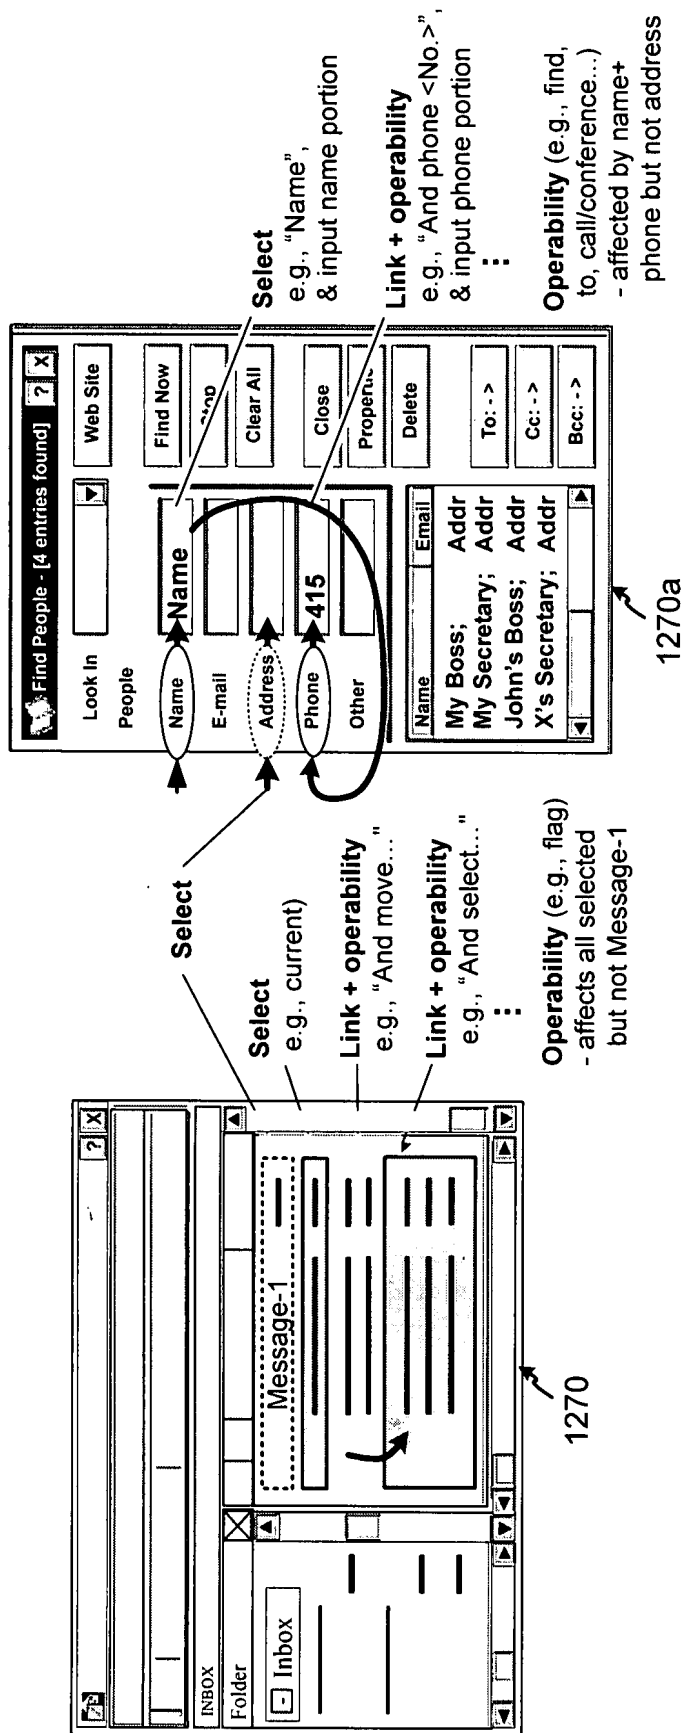 ? X
INBOX
Folder
- Inbox
Message-1
1270
Select
Select
e.g., current)
Link + operability
e.g., "And move..."
Link + operability
e.g., "And select..."
Operability (e.g., flag)
- affects all selected
but not Message-1
Find People - [4 entries found] ? X
Look In
Web Site
People
Name
Name
Find Now
E-mail
Stop
Address
Clear All
Phone
415
Close
Other
Properti
Delete
Name Email
My Boss; Addr
My Secretary; Addr
John's Boss; Addr
X's Secretary; Addr
To: - >
Cc: - >
Bcc: - >
1270a
Select
e.g., "Name",
& input name portion
Link + operability
e.g., "And phone <No.>",
& input phone portion
Operability (e.g., find,
to, call/conference...)
- affected by name+
phone but not address